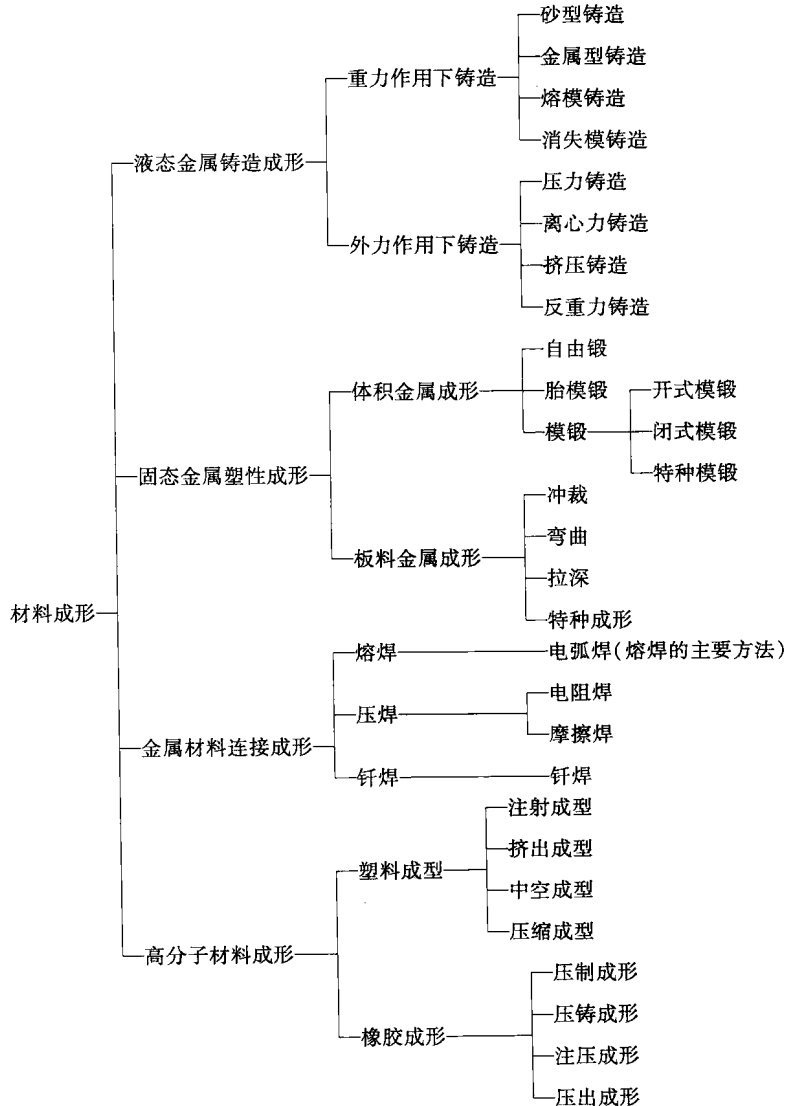 砂型铸造
金属型铸造
重力作用下铸造
熔模铸造
消失模铸造
液态金属铸造成形
压力铸造
离心力铸造
外力作用下铸造
挤压铸造
反重力铸造
自由锻
体积金属成形
胎模锻
开式模锻
模锻
闭式模锻
特种模锻
固态金属塑性成形
冲裁
弯曲
板料金属成形
拉深
特种成形
材料成形
熔焊
电弧焊(熔焊的主要方法)
电阻焊
压焊
摩擦焊
金属材料连接成形
钎焊
钎焊
注射成型
挤出成型
塑料成型
中空成型
压缩成型
高分子材料成形
压制成形
压铸成形
橡胶成形
注压成形
压出成形